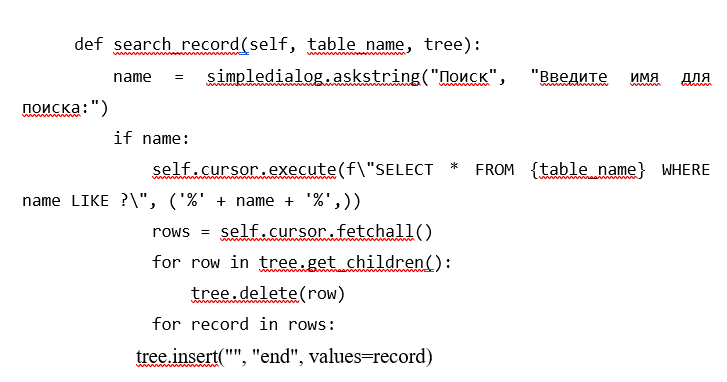 def search_record(self, table_name, tree):
name = simpledialog.askstring("Поиск", "Введите имя для
поиска:")
if name:
self.cursor.execute(f\"SELECT * FROM {table_name} WHERE
name LIKE ?\", ('%' + name + '%',))
rows = self.cursor.fetchall()
for row in tree.get_children():
tree.delete(row)
for record in rows:
tree.insert("", "end", values=record)